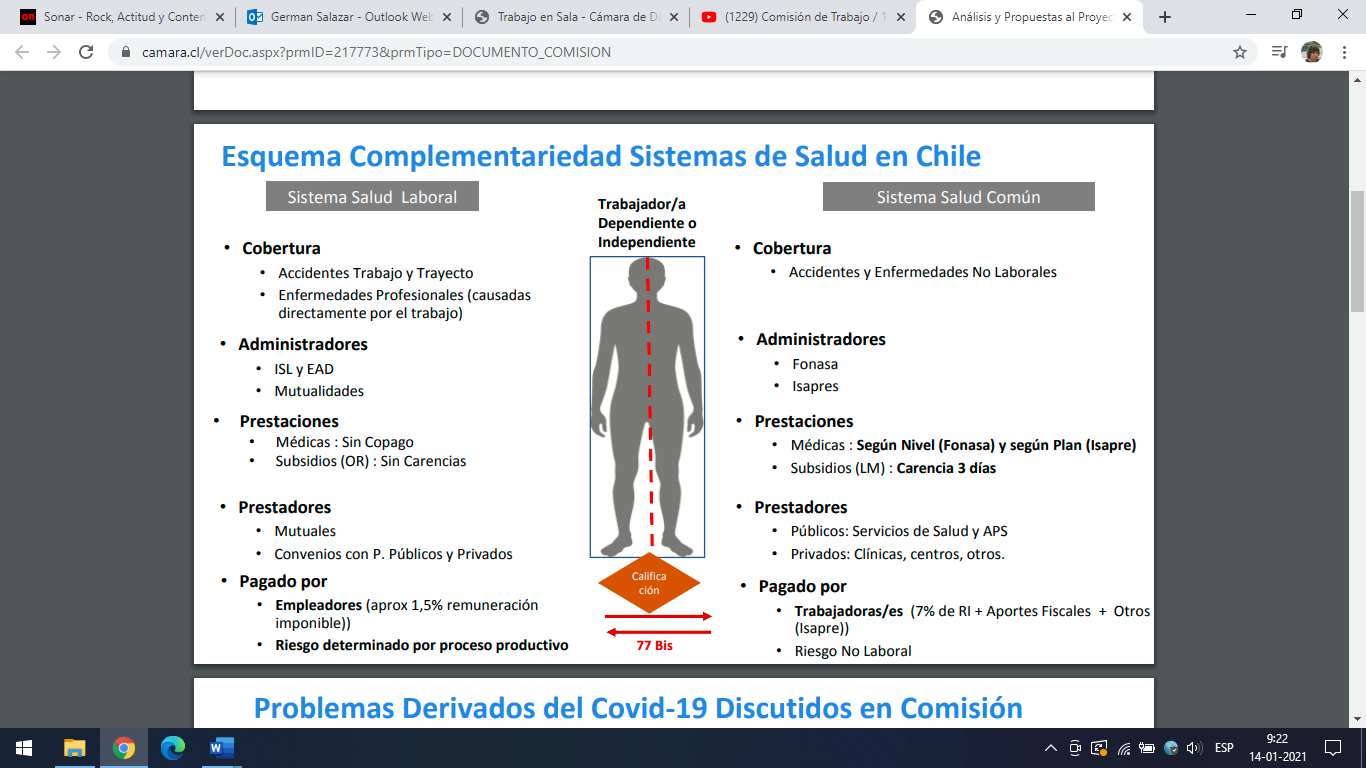 Sonar - Rock, Actitud y Conten
German Salazar - Outlook Web
Trabajo en Sala - Cámara de Di
(1229) Comisión de Trabajo / 1
Análisis y Propuestas al Proyec
camara.cl/verDoc.aspx?prmID=217773&prmTipo=DOCUMENTO_COMISION
Esquema Complementariedad Sistemas de Salud en Chile
Sistema Salud Laboral
• Cobertura
• Accidentes Trabajo y Trayecto
• Enfermedades Profesionales (causadas
directamente por el trabajo)
• Administradores
• ISL y EAD
• Mutualidades
• Prestaciones
• Médicas : Sin Copago
• Subsidios (OR) : Sin Carencias
• Prestadores
• Mutuales
• Convenios con P. Públicos y Privados
• Pagado por
• Empleadores (aprox 1,5% remuneración
imponible))
• Riesgo determinado por proceso productivo
Trabajador/a
Dependiente o
Independiente
Califica
ción
77 Bis
Sistema Salud Común
• Cobertura
• Accidentes y Enfermedades No Laborales
• Administradores
• Fonasa
• Isapres
• Prestaciones
• Médicas : Según Nivel (Fonasa) y según Plan (Isapre)
• Subsidios (LM) : Carencia 3 días
• Prestadores
• Públicos: Servicios de Salud y APS
• Privados: Clínicas, centros, otros.
• Pagado por
• Trabajadoras/es (7% de RI + Aportes Fiscales + Otros
(Isapre))
• Riesgo No Laboral
Problemas Derivados del Covid-19 Discutidos en Comisión
ESP
9:22
14-01-2021